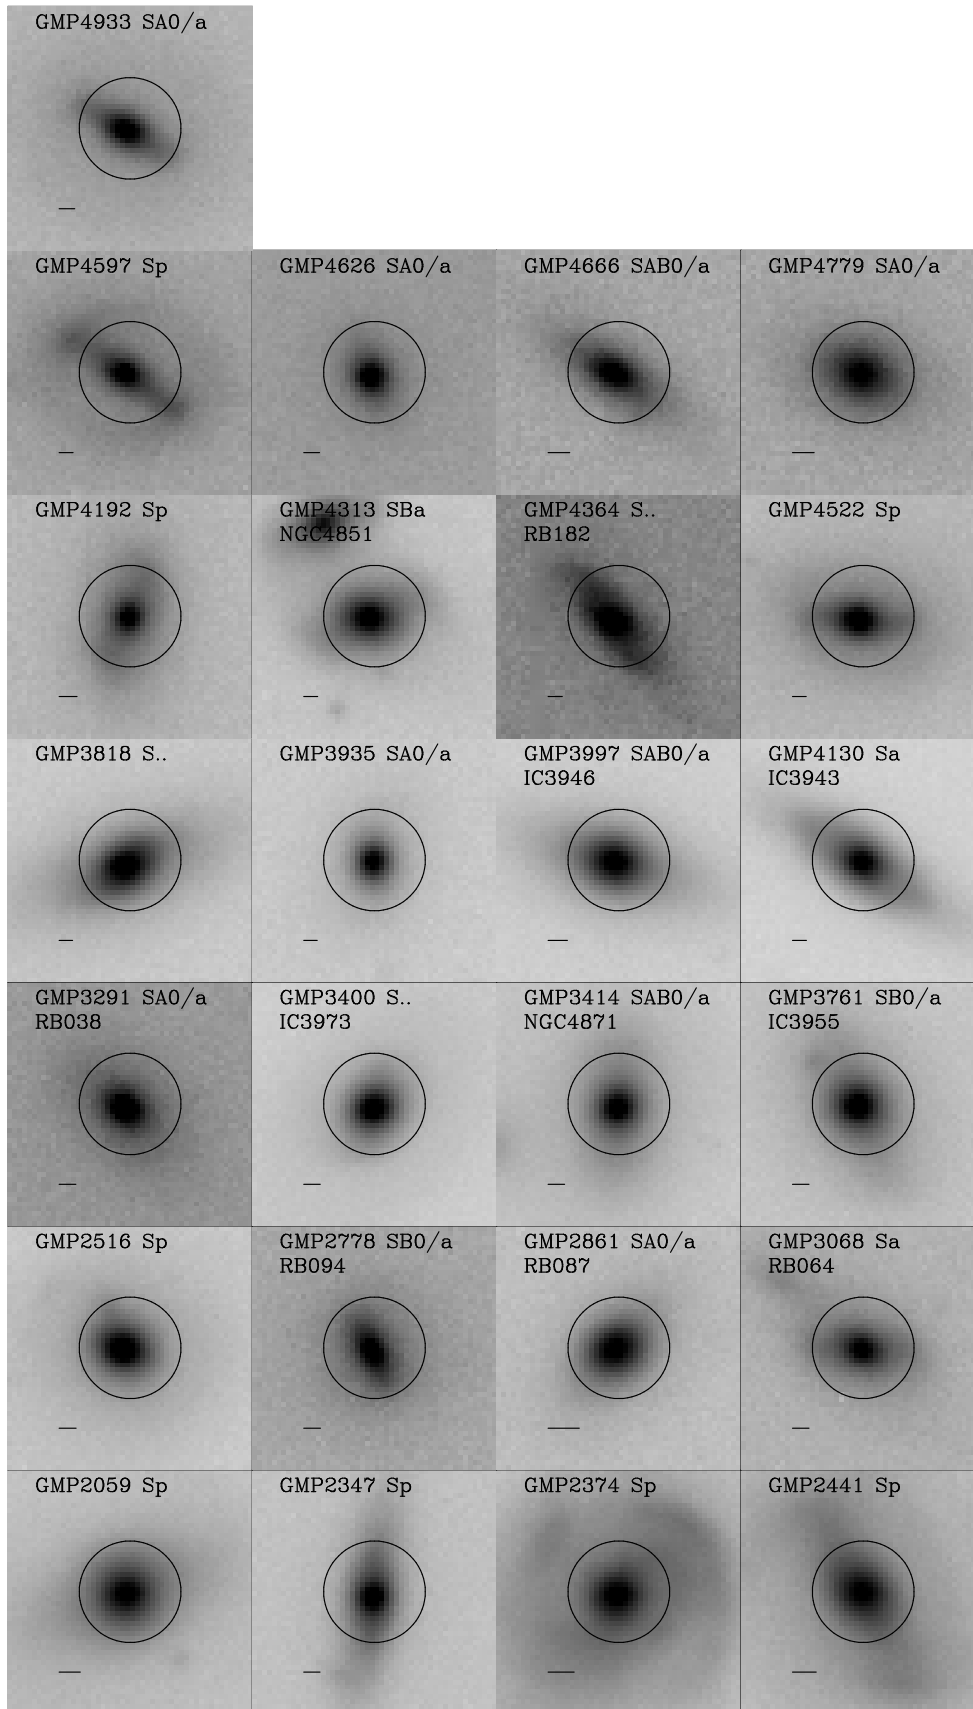 GMP4933 SA0/a
GMP4597 Sp
GMP4626 SA0/a
GMP4666 SAB0/a
GMP4779 SA0/a
GMP4192 Sp
GMP4313 SBa
NGC4851
GMP4364 S..
RB182
GMP4522 Sp
GMP3818 S..
GMP3935 SA0/a
GMP3997 SAB0/a
IC3946
GMP4130 Sa
IC3943
GMP3291 SA0/a
RB038
GMP3400 S..
IC3973
GMP3414 SAB0/a
NGC4871
GMP3761 SB0/a
IC3955
GMP2516 Sp
GMP2778 SB0/a
RB094
GMP2861 SA0/a
RB087
GMP3068 Sa
RB064
GMP2059 Sp
GMP2347 Sp
GMP2374 Sp
GMP2441 Sp